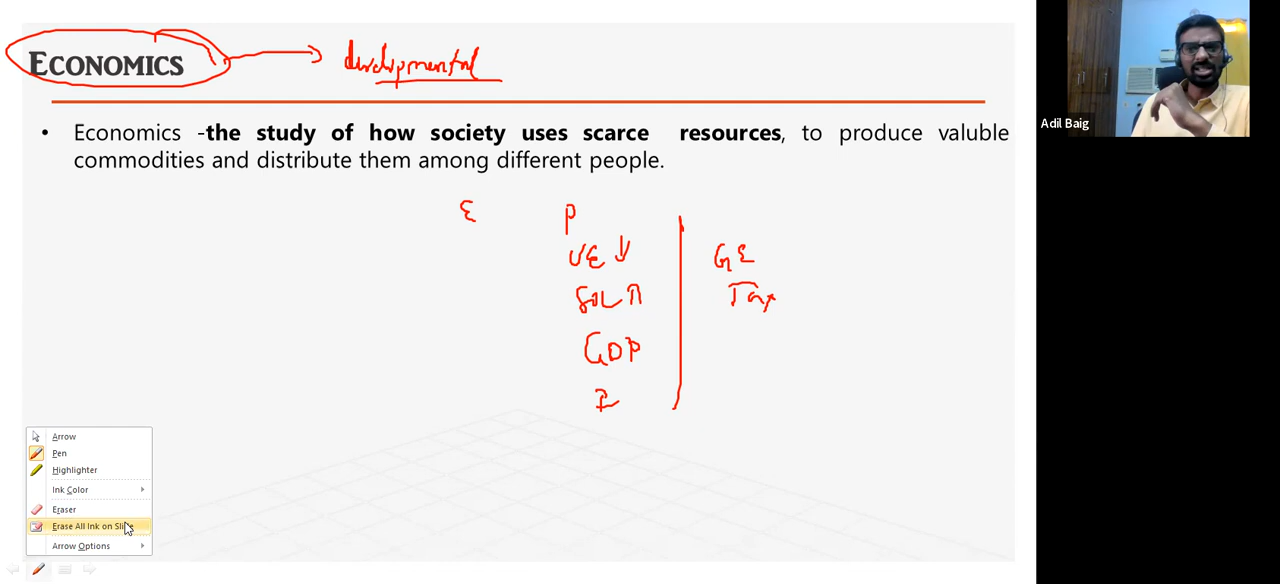 ECONOMICS
developmental
Adil Baig
• Economics -the study of how society uses scarce resources, to produce valuble
commodities and distribute them among different people.
E P
UE ↓ GE
SOL ↑ Tax
GDP
I
Arrow
Pen
Highlighter
Ink Color
Eraser
Erase All Ink on Slide
Arrow Options